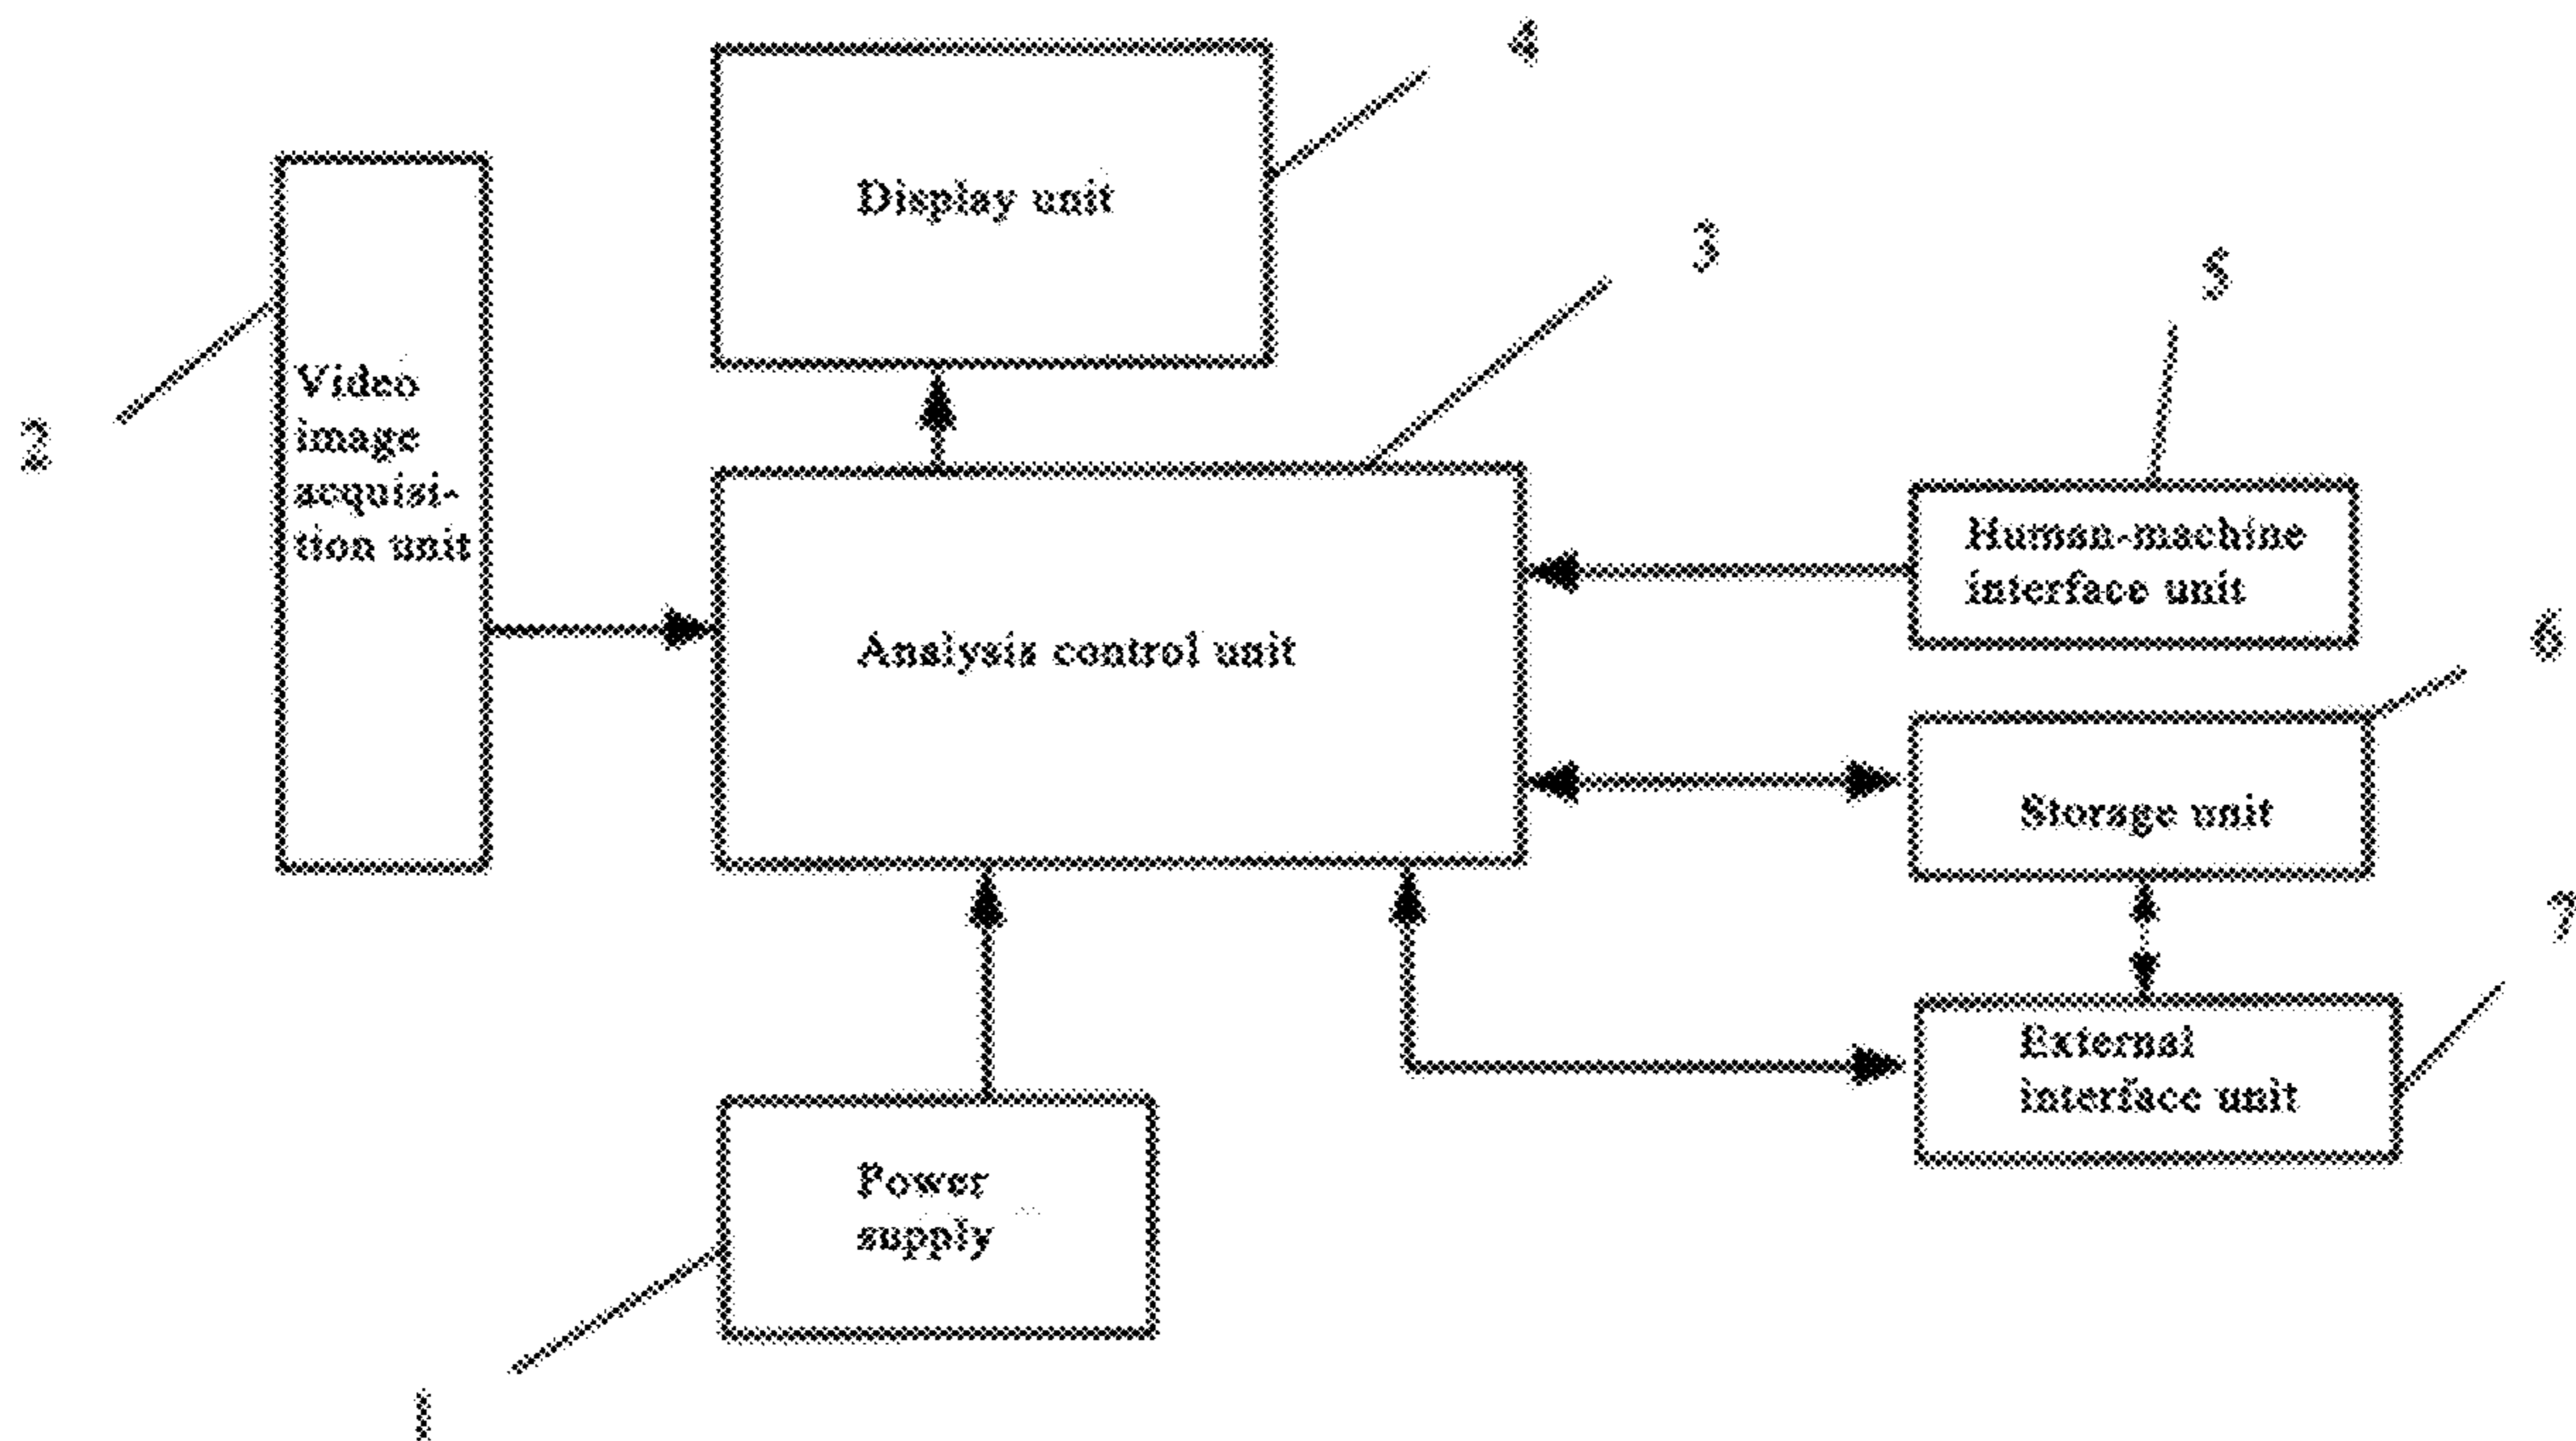 4
Display unit
3
5
2
Video
image
acquisi-
tion unit
Human-machine
interface unit
Analysis control unit
6
Storage unit
7
External
interface unit
Power
supply
1